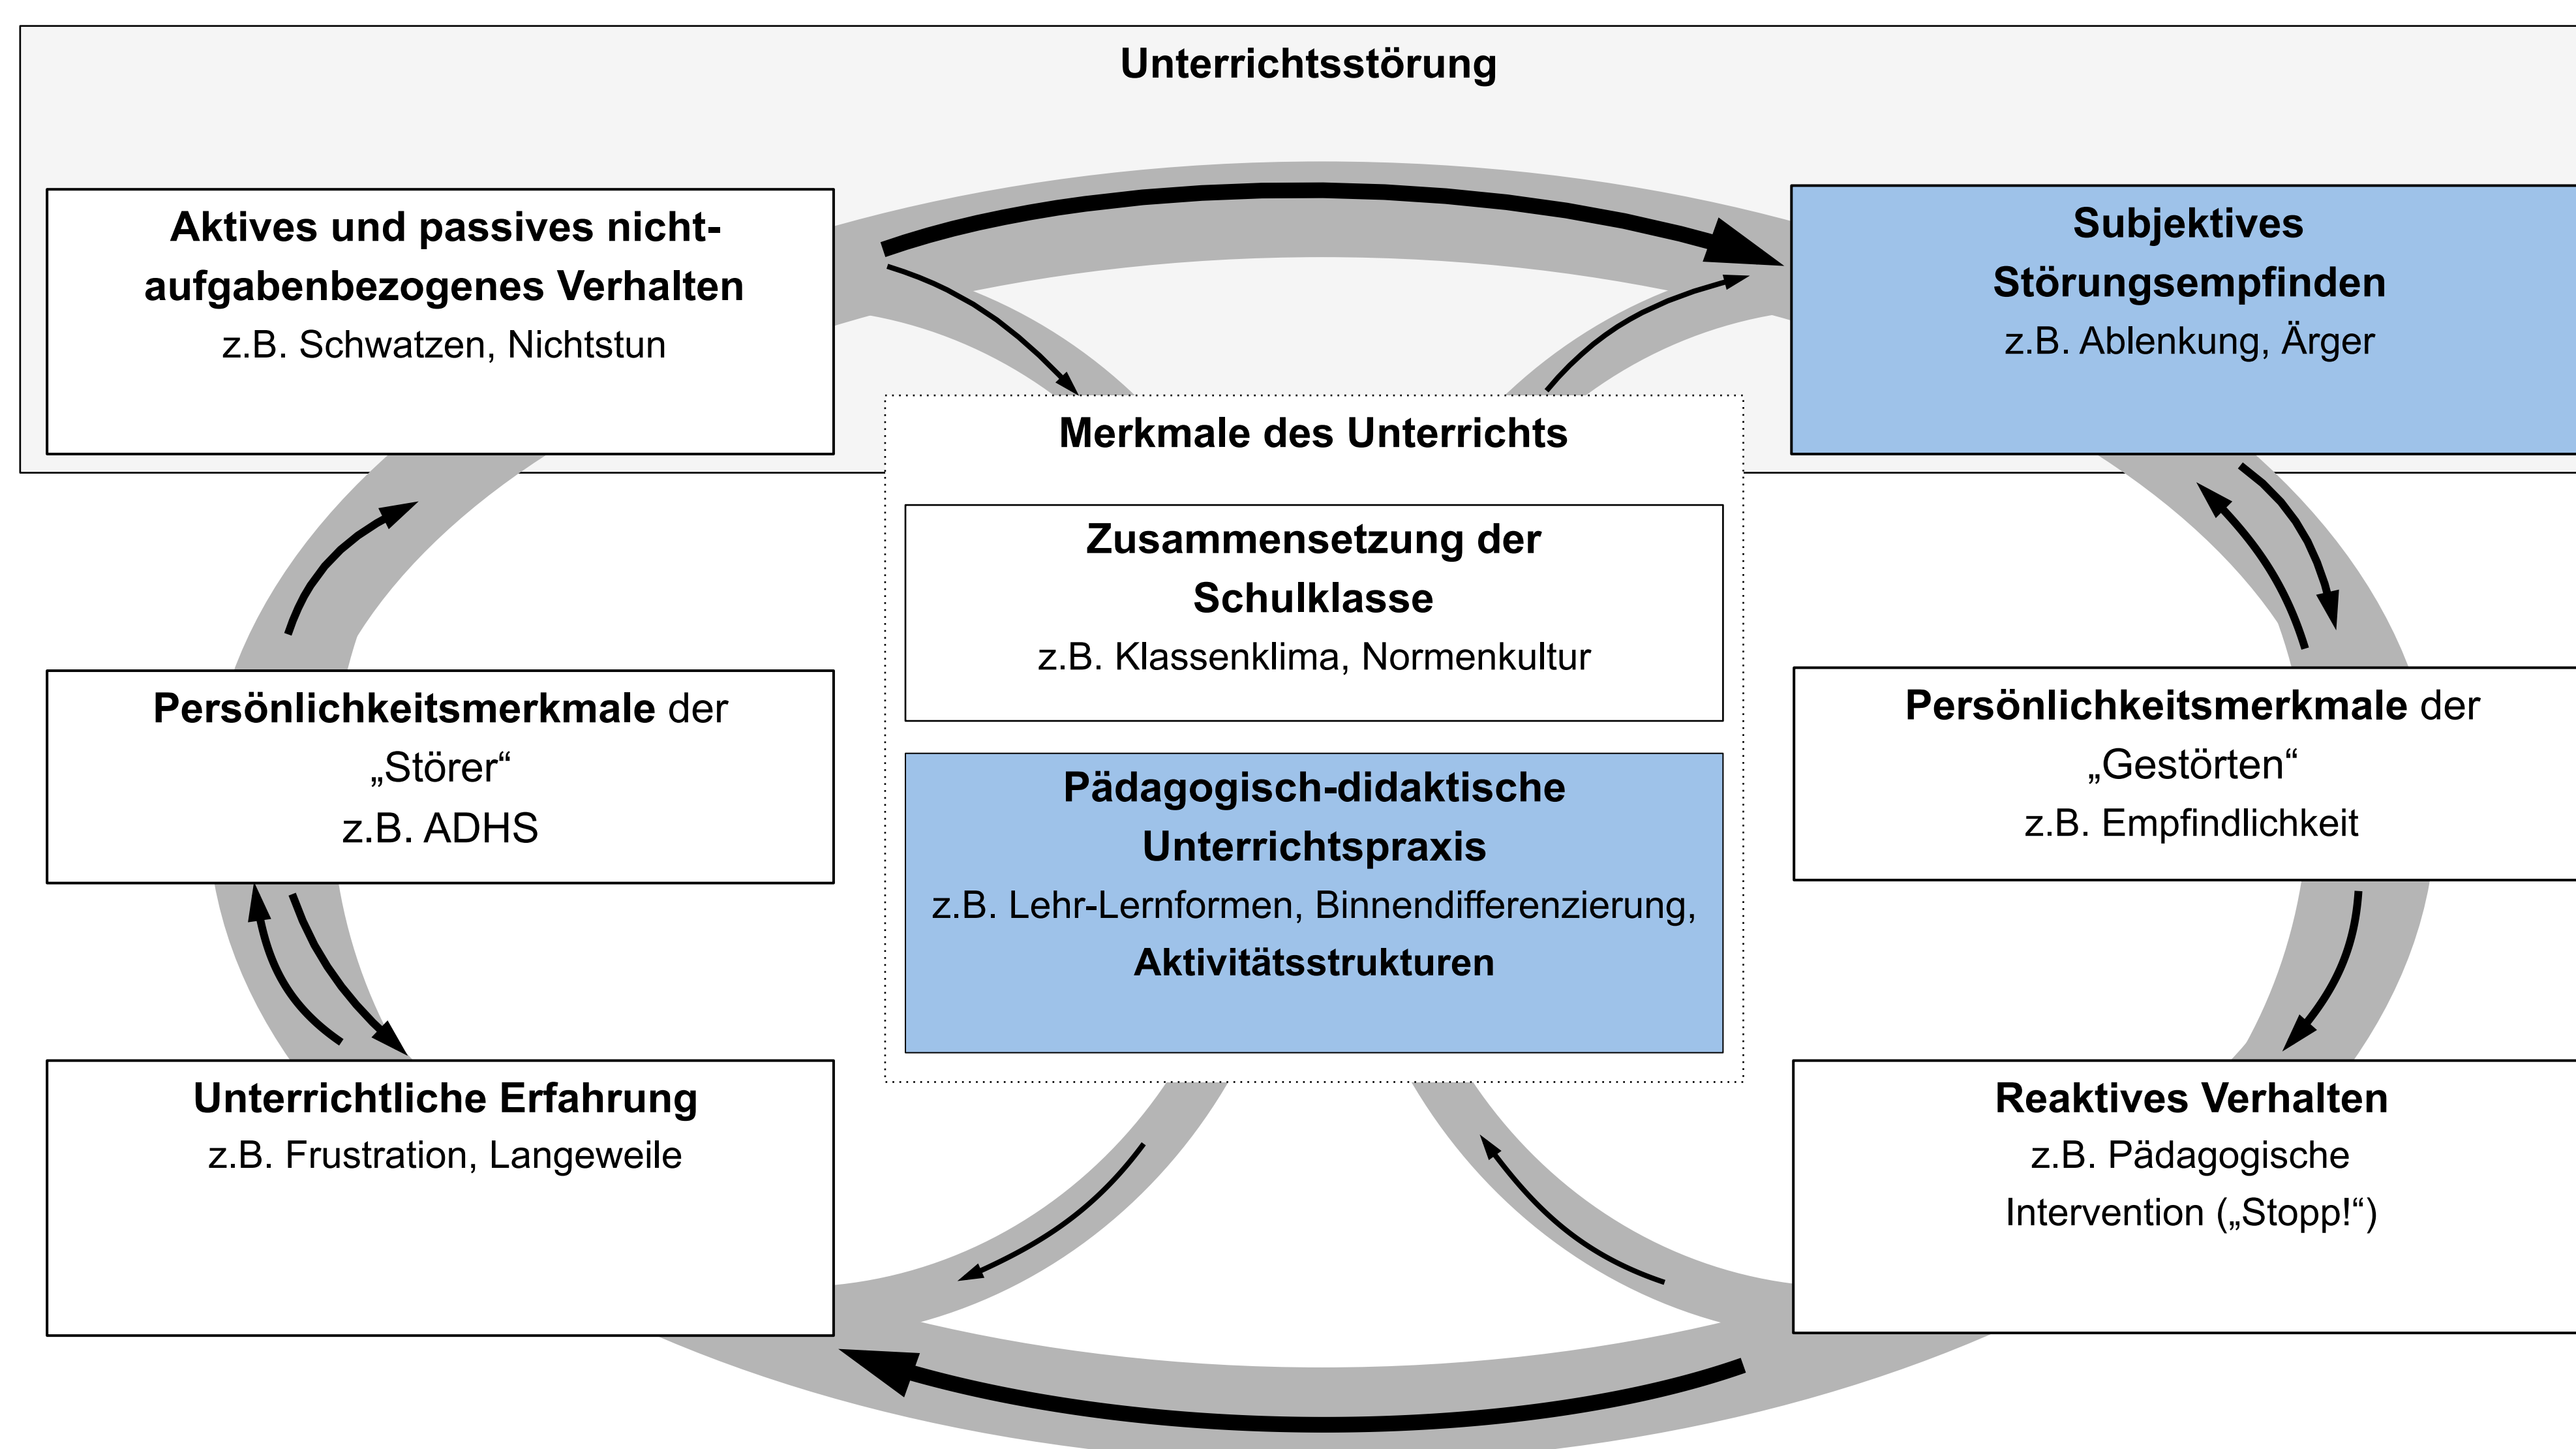 Unterrichtsstörung
Aktives und passives nicht-
aufgabenbezogenes Verhalten
z.B. Schwatzen, Nichtstun
Subjektives
Störungsempfinden
z.B. Ablenkung, Ärger
Merkmale des Unterrichts
Zusammensetzung der
Schulklasse
z.B. Klassenklima, Normenkultur
Pädagogisch-didaktische
Unterrichtspraxis
z.B. Lehr-Lernformen, Binnendifferenzierung,
Aktivitätsstrukturen
Persönlichkeitsmerkmale der
„Störer“
z.B. ADHS
Persönlichkeitsmerkmale der
„Gestörten“
z.B. Empfindlichkeit
Unterrichtliche Erfahrung
z.B. Frustration, Langeweile
Reaktives Verhalten
z.B. Pädagogische
Intervention („Stopp!“)